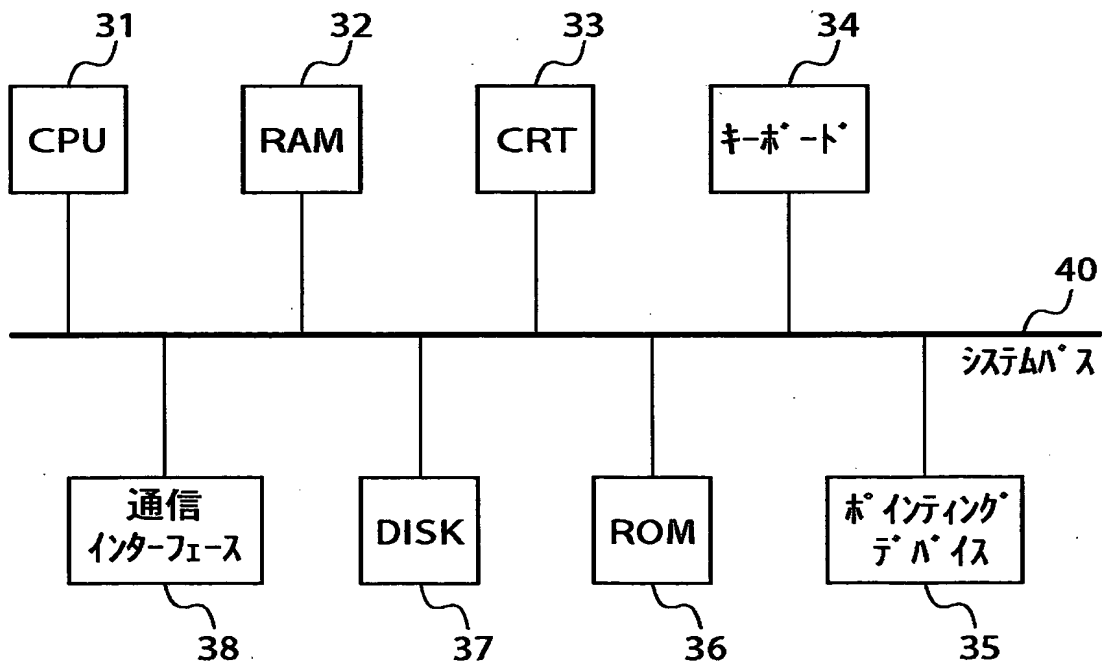 31
32
33
34
CPU
RAM
CRT
キーボード
40
システムバス
通信
インターフェース
DISK
ROM
ポインティング
デバイス
38
37
36
35